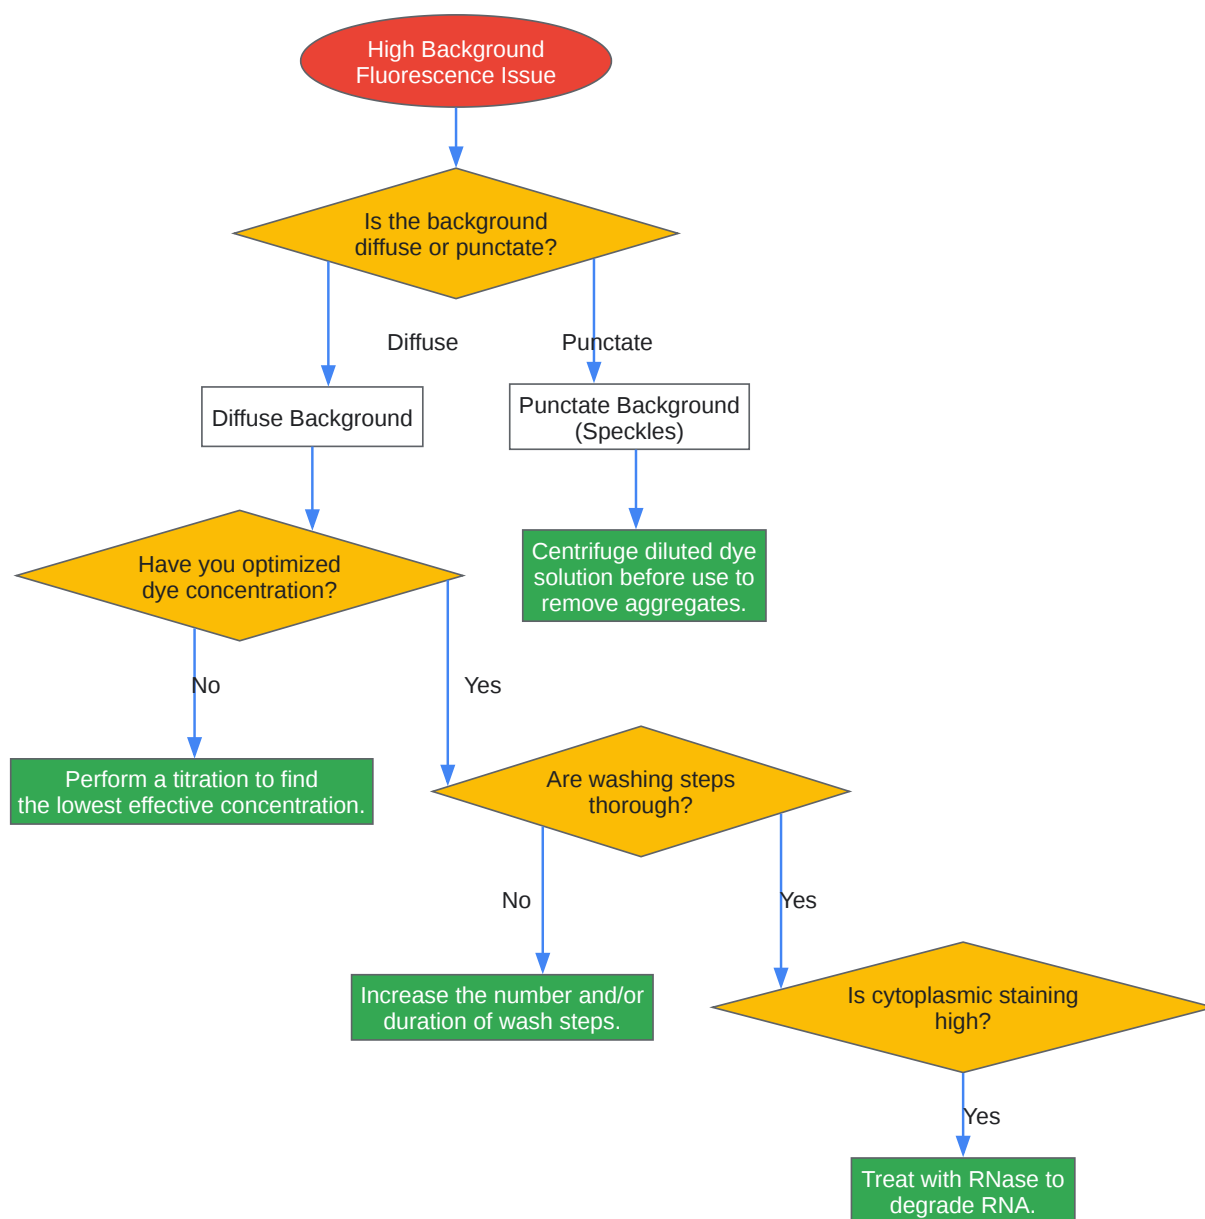 High Background
Fluorescence Issue
Is the background
diffuse or punctate?
Diffuse
Punctate
Diffuse Background
Punctate Background
(Speckles)
Have you optimized
dye concentration?
Centrifuge diluted dye
solution before use to
remove aggregates.
No
Yes
Perform a titration to find
the lowest effective concentration.
Are washing steps
thorough?
No
Yes
Increase the number and/or
duration of wash steps.
Is cytoplasmic staining
high?
Yes
Treat with RNase to
degrade RNA.